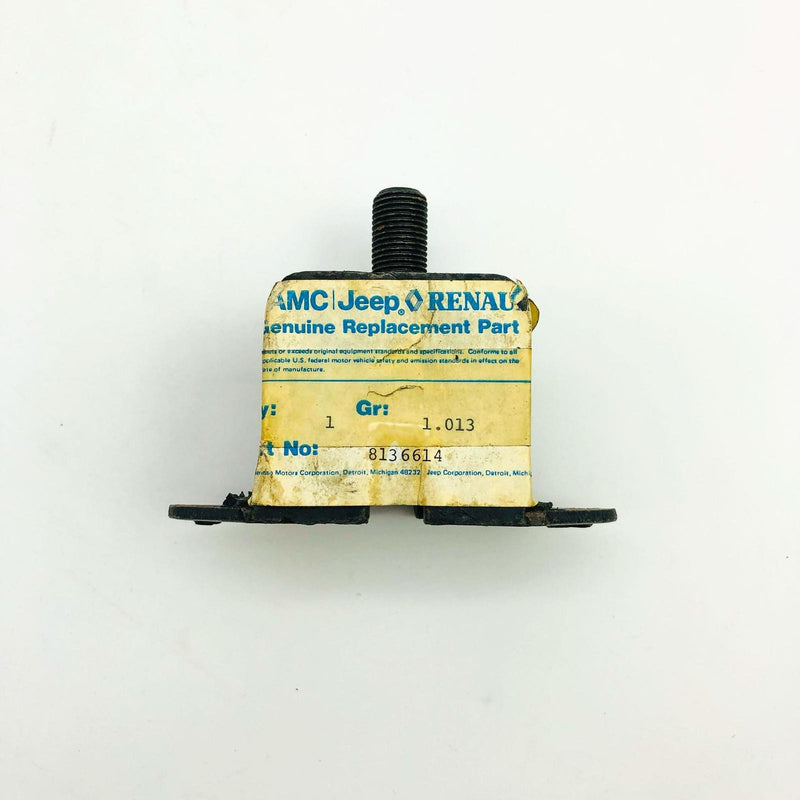 AMC|Jeep® RENAU
Genuine Replacement Part
or exceeds original equipment standards and specifications. Conforms to all
applicable U.S. federal motor vehicle safety and emission standards in effect on the
date of manufacture.
y: 1 Gr: 1.013
t No: 8136614
Motors Corporation, Detroit, Michigan 48232 Jeep Corporation, Detroit, Michi